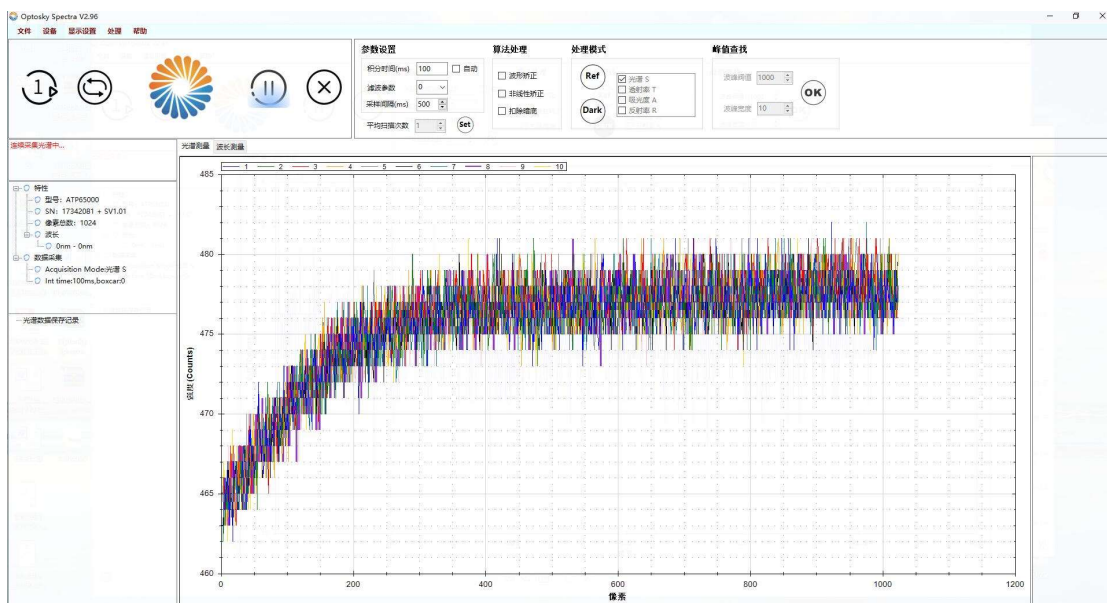 Optosky Spectra V2.96
文件 设备 显示设置 处理 帮助
参数设置 算法处理 处理模式 峰值查找
积分时间(ms) 100 自动
滤波参数 0
采样间隔(ms) 500
平均扫描次数 1 Set
波形矫正
非线性矫正
扣除暗底
Ref
Dark
光谱 S
透射率 T
吸光度 A
反射率 R
波峰阈值 1000
波峰宽度 10
OK
1
连续采集光谱中...
特性
型号: ATP65000
SN: 17342081 + SV1.01
像素总数: 1024
波长
0nm - 0nm
数据采集
Acquisition Mode:光谱 S
Int time:100ms,boxcar:0
光谱数据保存记录
光谱测量 波长测量
1 2 3 4 5 6 7 8 9 10
485
480
475
470
465
460
强度(Counts)
0 200 400 600 800 1000 1200
像素